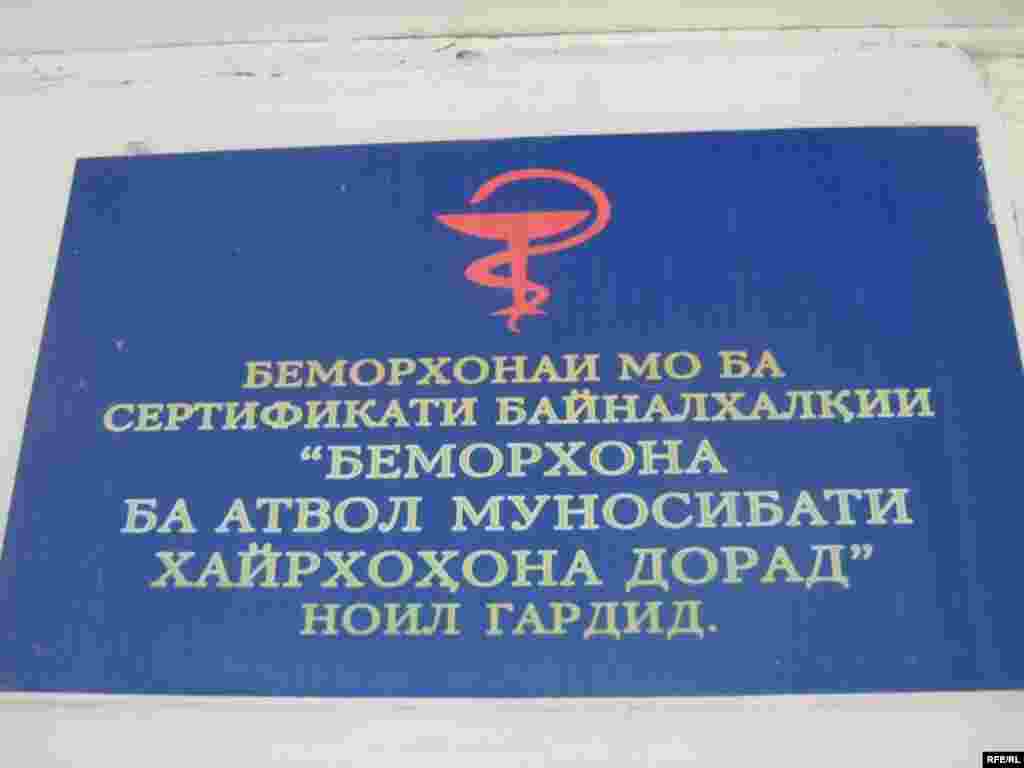 БЕМОРХОНАИ МО БА
СЕРТИФИКАТИ БАЙНАЛХАЛҚИИ
“БЕМОРХОНА
БА АТВОЛ МУНОСИБАТИ
ХАЙРХОҲОНА ДОРАД”
НОИЛ ГАРДИД.
RFE/RL